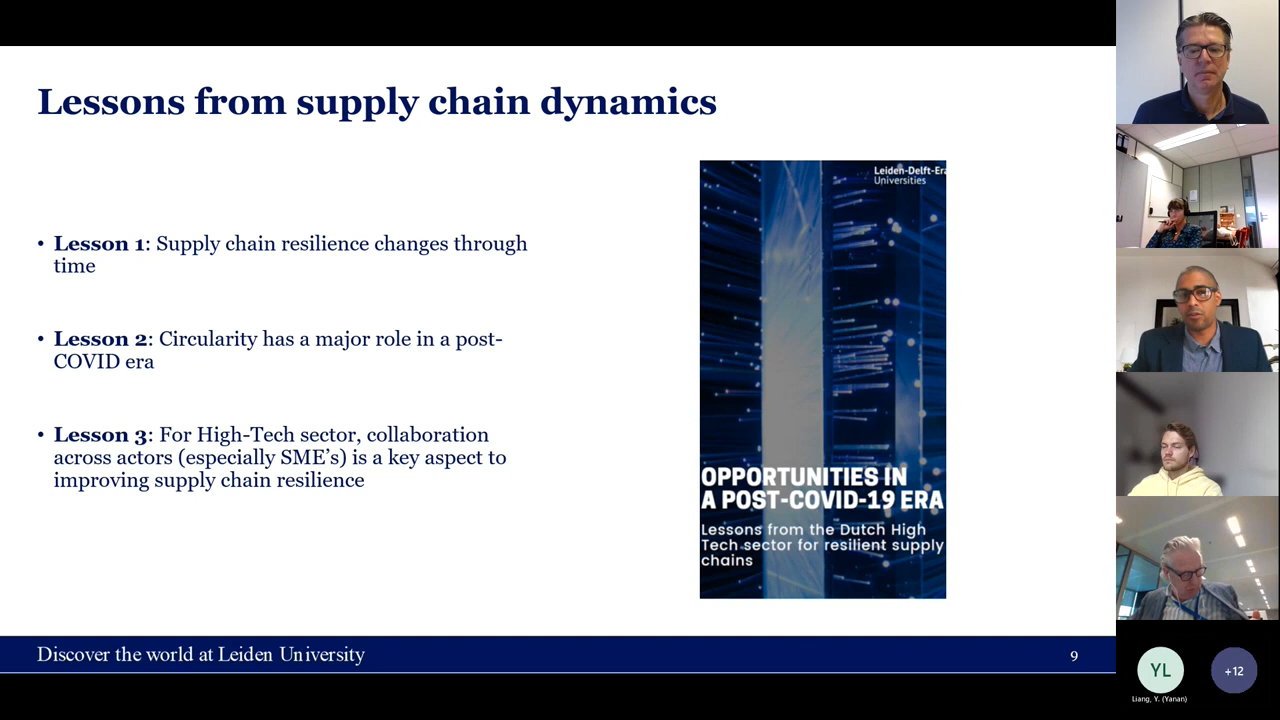 Lessons from supply chain dynamics
• Lesson 1: Supply chain resilience changes through
time
• Lesson 2: Circularity has a major role in a post-
COVID era
• Lesson 3: For High-Tech sector, collaboration
across actors (especially SME's) is a key aspect to
improving supply chain resilience
Leiden-Delft-Era
Universities
OPPORTUNITIES IN
A POST-COVID-19 ERA
Lessons from the Dutch High
Tech sector for resilient supply
chains
Discover the world at Leiden University
9
YL
+12
Liang, Y. (Yanan)